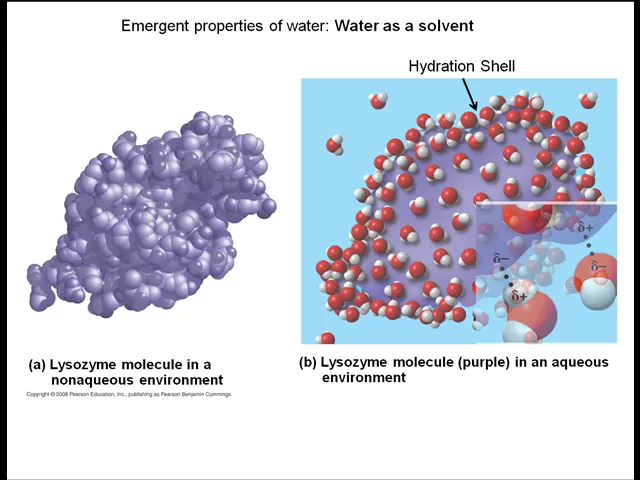 Emergent properties of water: Water as a solvent
Hydration Shell
δ+
δ−
δ−
δ+
(a) Lysozyme molecule in a
nonaqueous environment
(b) Lysozyme molecule (purple) in an aqueous
environment
Copyright © 2008 Pearson Education, Inc., publishing as Pearson Benjamin Cummings.